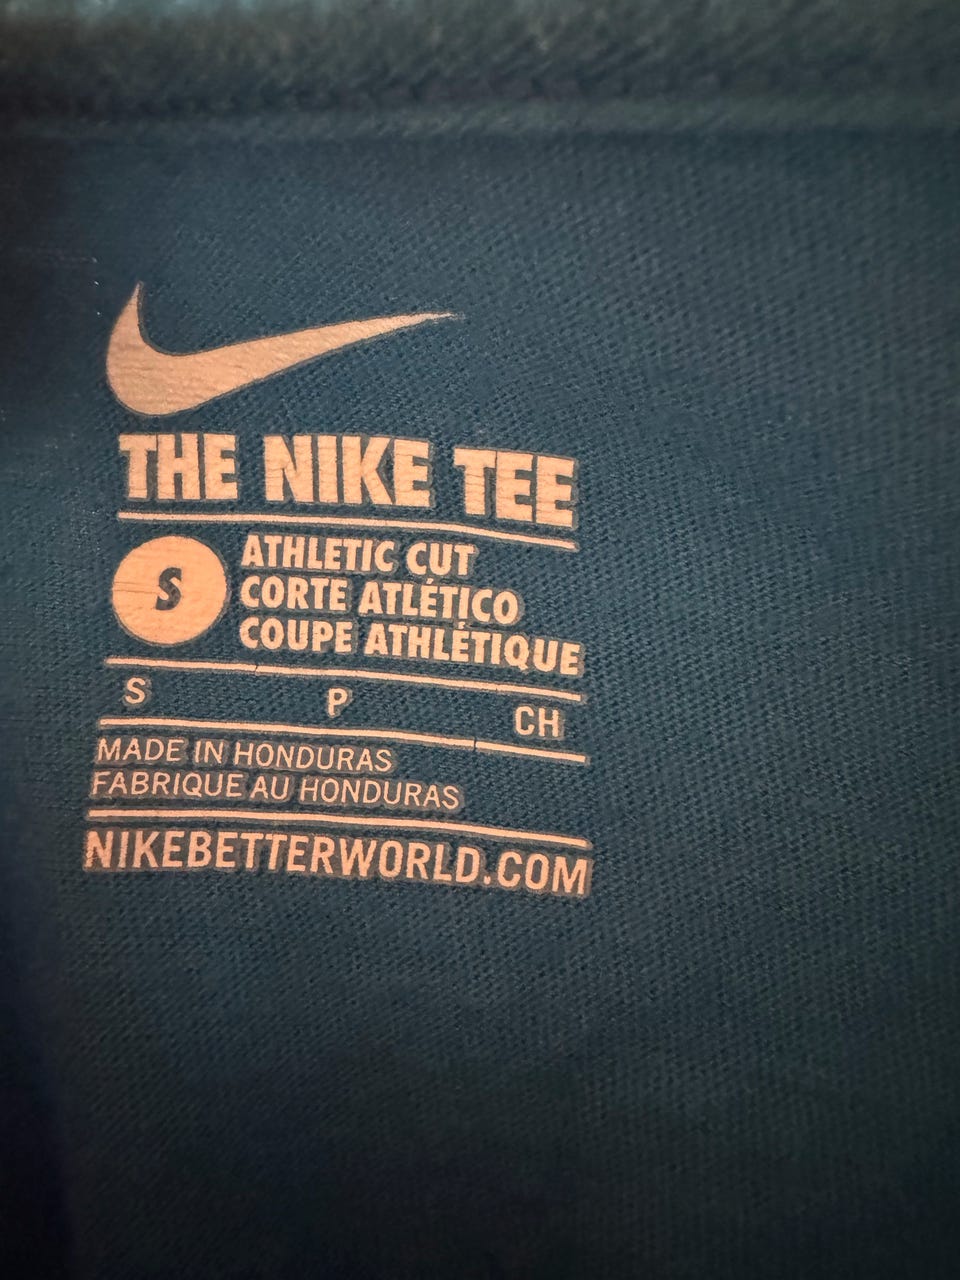 THE NIKE TEE
S
ATHLETIC CUT
CORTE ATLÉTICO
COUPE ATHLÉTIQUE
S P CH
MADE IN HONDURAS
FABRIQUE AU HONDURAS
NIKEBETTERWORLD.COM